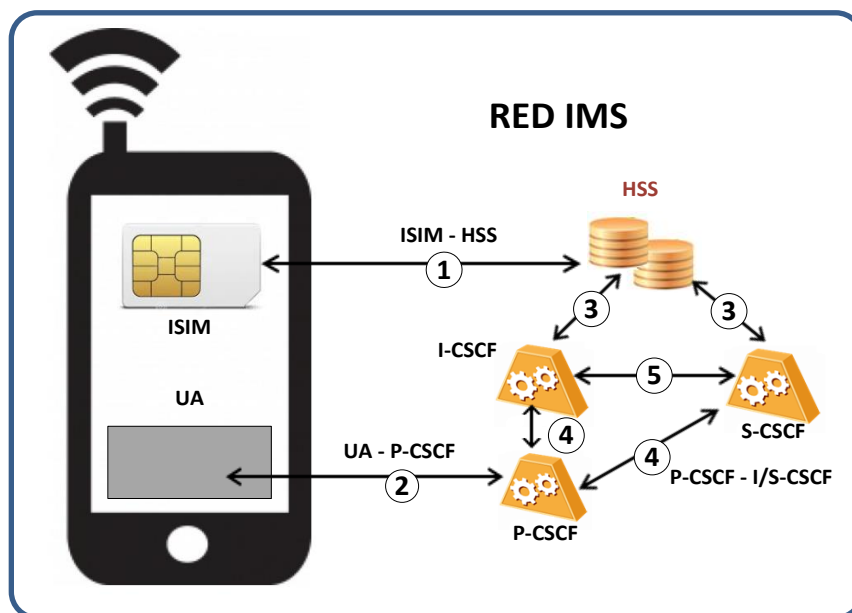 RED IMS
HSS
ISIM - HSS
1
ISIM
3
3
I-CSCF
5
UA
S-CSCF
4
4
UA - P-CSCF
P-CSCF - I/S-CSCF
2
P-CSCF